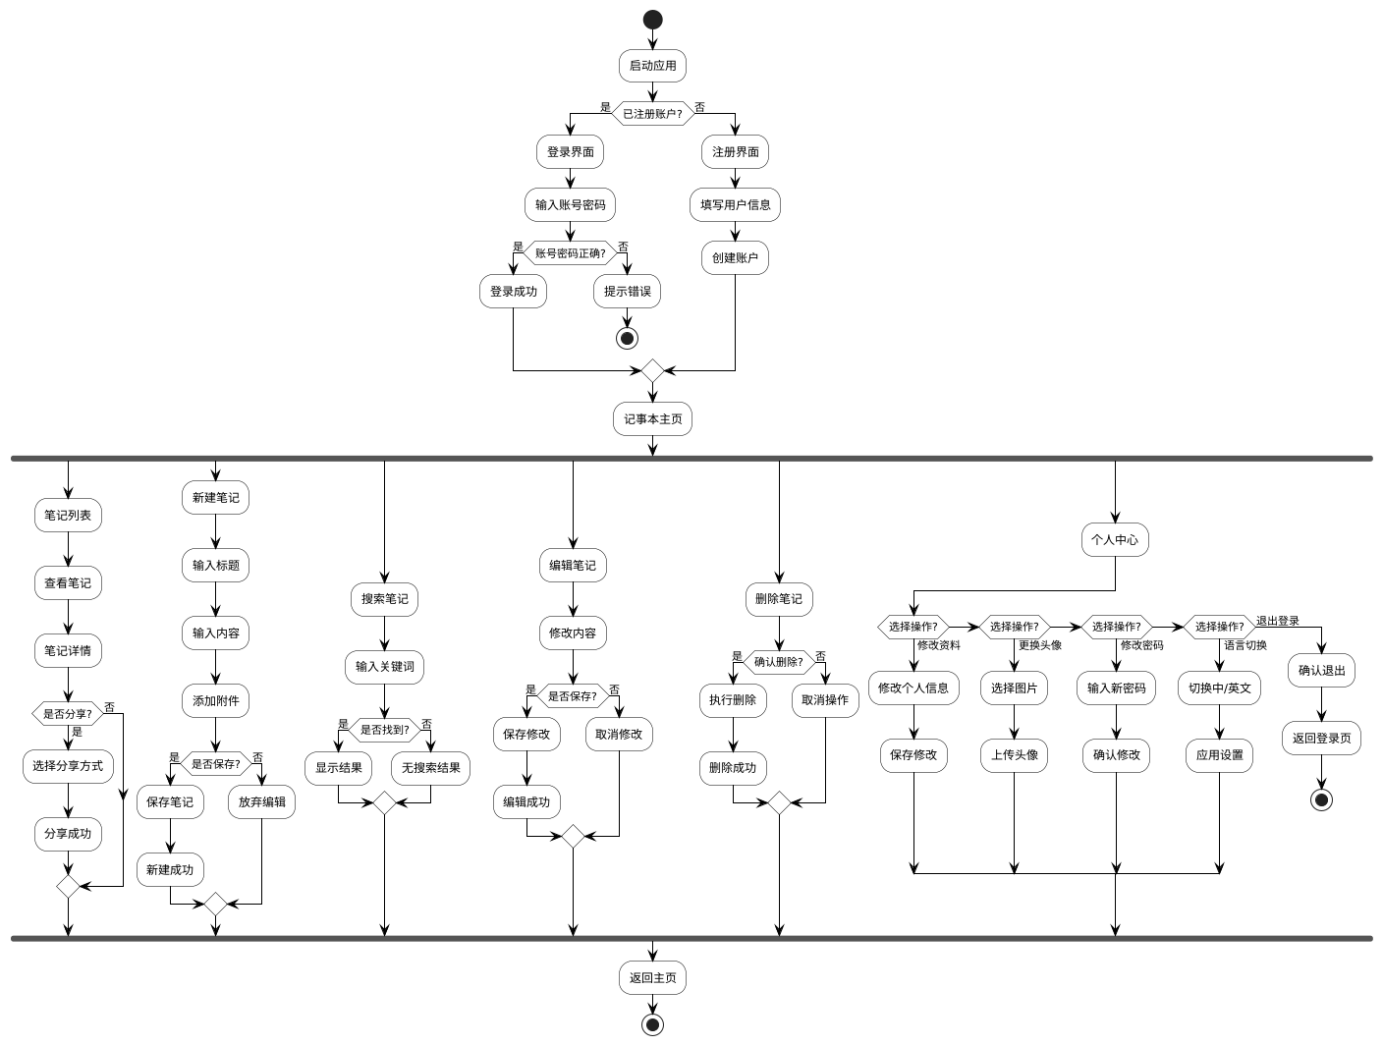 启动应用
是
已注册账户?
否
登录界面
注册界面
输入账号密码
填写用户信息
是
账号密码正确?
否
创建账户
登录成功
提示错误
记事本主页
笔记列表
查看笔记
笔记详情
是否分享?
否
是
选择分享方式
分享成功
新建笔记
输入标题
输入内容
添加附件
是
是否保存?
否
保存笔记
放弃编辑
新建成功
搜索笔记
输入关键词
是
是否找到?
否
显示结果
无搜索结果
编辑笔记
修改内容
是
是否保存?
否
保存修改
取消修改
编辑成功
删除笔记
是
确认删除?
否
执行删除
取消操作
删除成功
个人中心
选择操作?
修改资料
修改个人信息
保存修改
选择操作?
更换头像
选择图片
上传头像
选择操作?
修改密码
输入新密码
确认修改
选择操作?
语言切换
切换中/英文
应用设置
退出登录
确认退出
返回登录页
返回主页